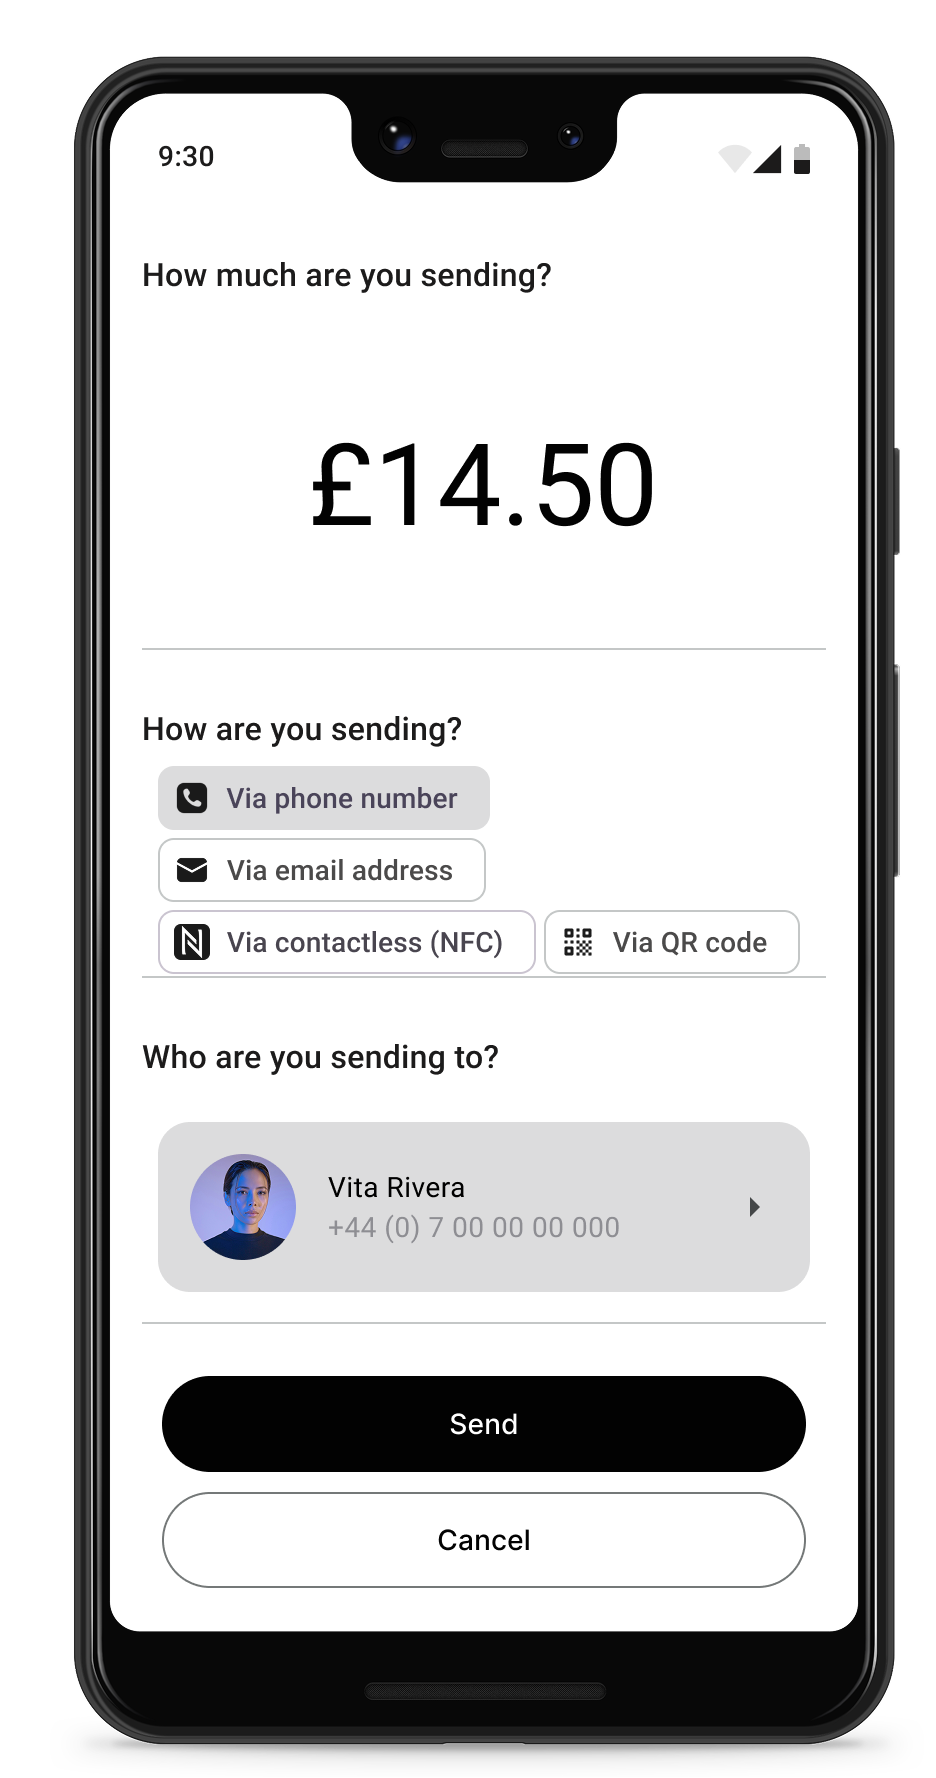 9:30
How much are you sending?
£14.50
How are you sending?
Via phone number
Via email address
Via contactless (NFC)
Via QR code
Who are you sending to?
Vita Rivera
+44 (0) 7 00 00 00 000
Send
Cancel